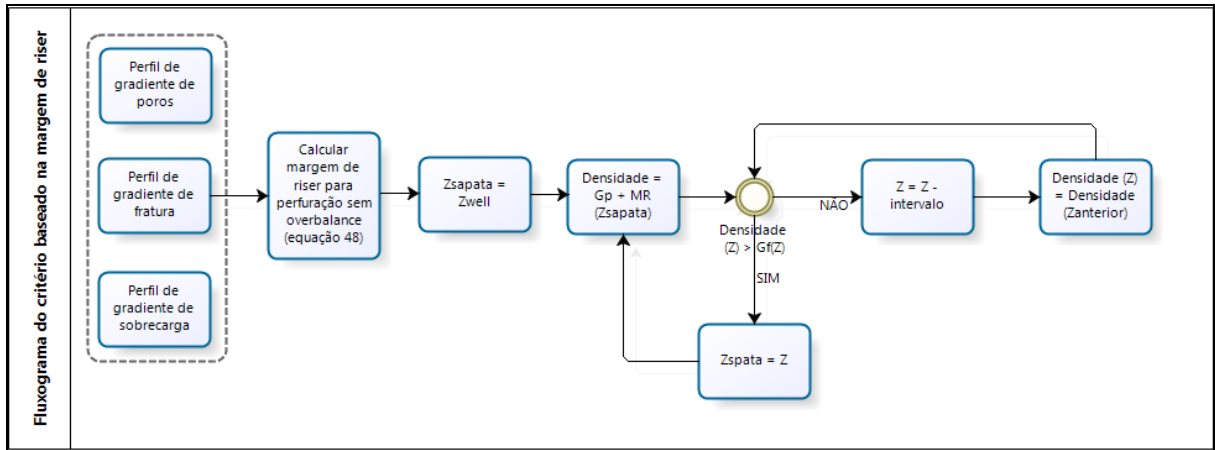 Fluxograma do critério baseado na margem de riser
Perfil de
gradiente de
poros
Perfil de
gradiente de
fratura
Perfil de
gradiente de
sobrecarga
Calcular
margem de
riser para
perfuração sem
overbalance
(equação 48)
Zsapata =
Zwell
Densidade =
Gp + MR
(Zsapata)
Densidade
(Z) > Gf(Z)
NÃO
SIM
Z = Z -
intervalo
Densidade (Z)
= Densidade
(Zanterior)
Zspata = Z